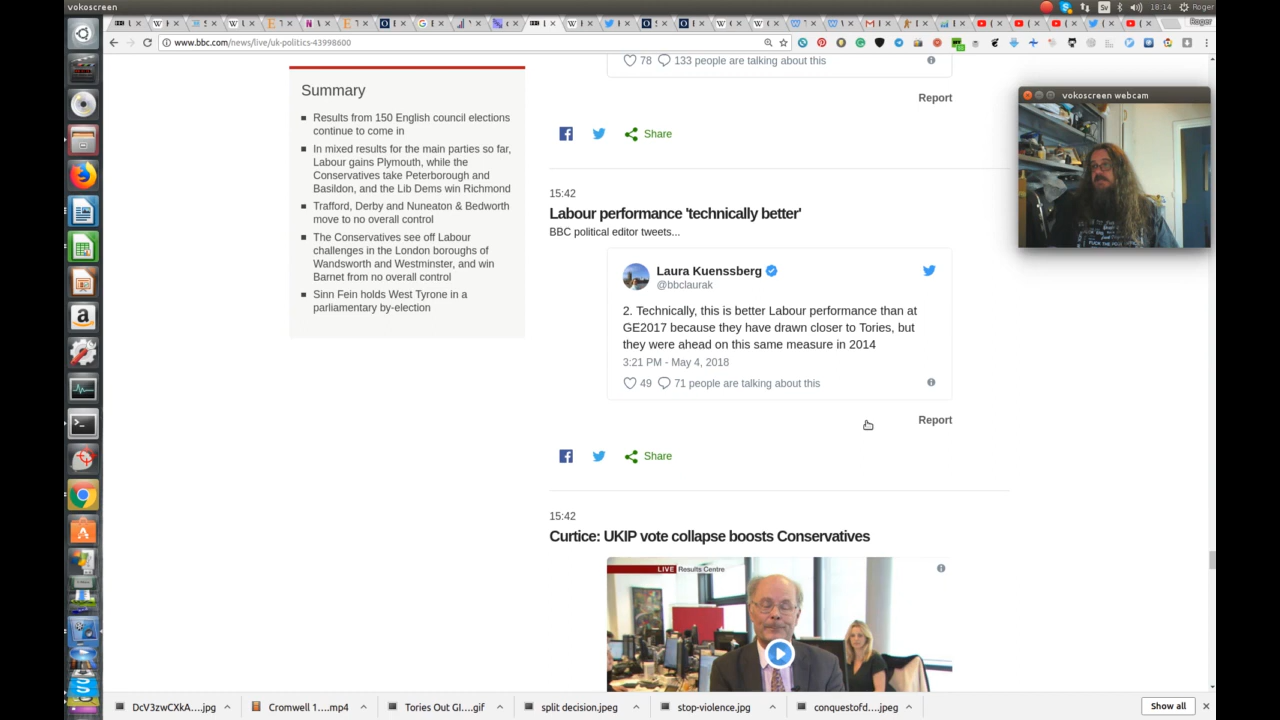 vokoscreen
Sv
18:14
Roger
Roger
www.bbc.com/news/live/uk-politics-43998600
78 133 people are talking about this
Report
Share
Summary
Results from 150 English council elections
continue to come in
In mixed results for the main parties so far,
Labour gains Plymouth, while the
Conservatives take Peterborough and
Basildon, and the Lib Dems win Richmond
Trafford, Derby and Nuneaton & Bedworth
move to no overall control
The Conservatives see off Labour
challenges in the London boroughs of
Wandsworth and Westminster, and win
Barnet from no overall control
Sinn Fein holds West Tyrone in a
parliamentary by-election
vokoscreen webcam
15:42
Labour performance 'technically better'
BBC political editor tweets...
Laura Kuenssberg
@bbclaurak
2. Technically, this is better Labour performance than at
GE2017 because they have drawn closer to Tories, but
they were ahead on this same measure in 2014
3:21 PM - May 4, 2018
49 71 people are talking about this
Report
Share
15:42
Curtice: UKIP vote collapse boosts Conservatives
LIVE Results Centre
DcV3zwCXkA....jpg
Cromwell 1....mp4
Tories Out GI....gif
split decision.jpeg
stop-violence.jpg
conquestofd....jpeg
Show all